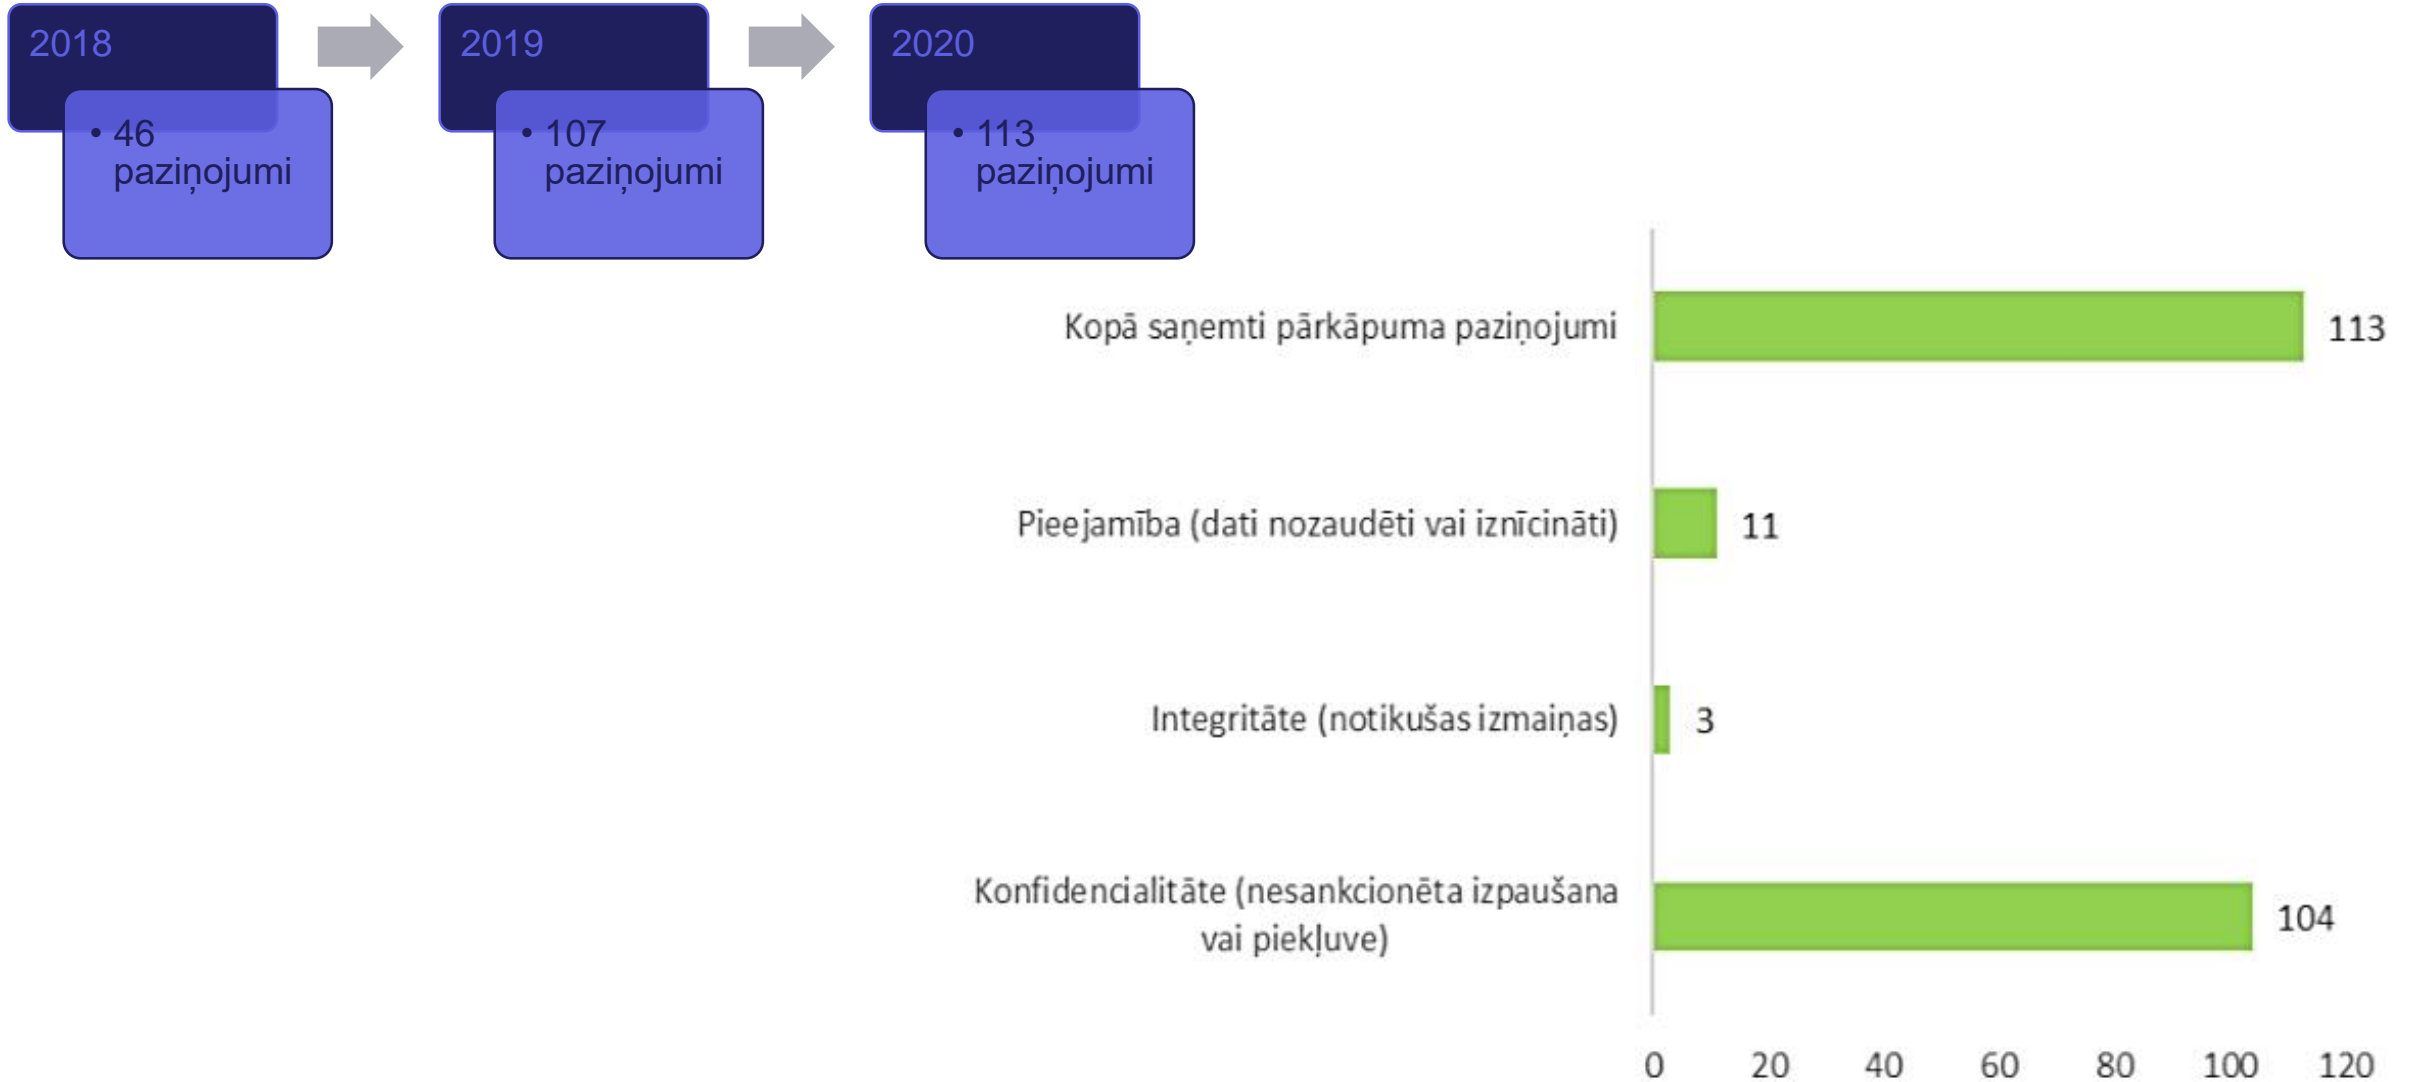 2018
• 46
paziņojumi
2019
• 107
paziņojumi
2020
• 113
paziņojumi
Kopā saņemti pārkāpuma paziņojumi 113
Pieejamība (dati nozaudēti vai iznīcināti) 11
Integritāte (notikušas izmaiņas) 3
Konfidencialitāte (nesankcionēta izpaušana
vai piekļuve) 104
0 20 40 60 80 100 120